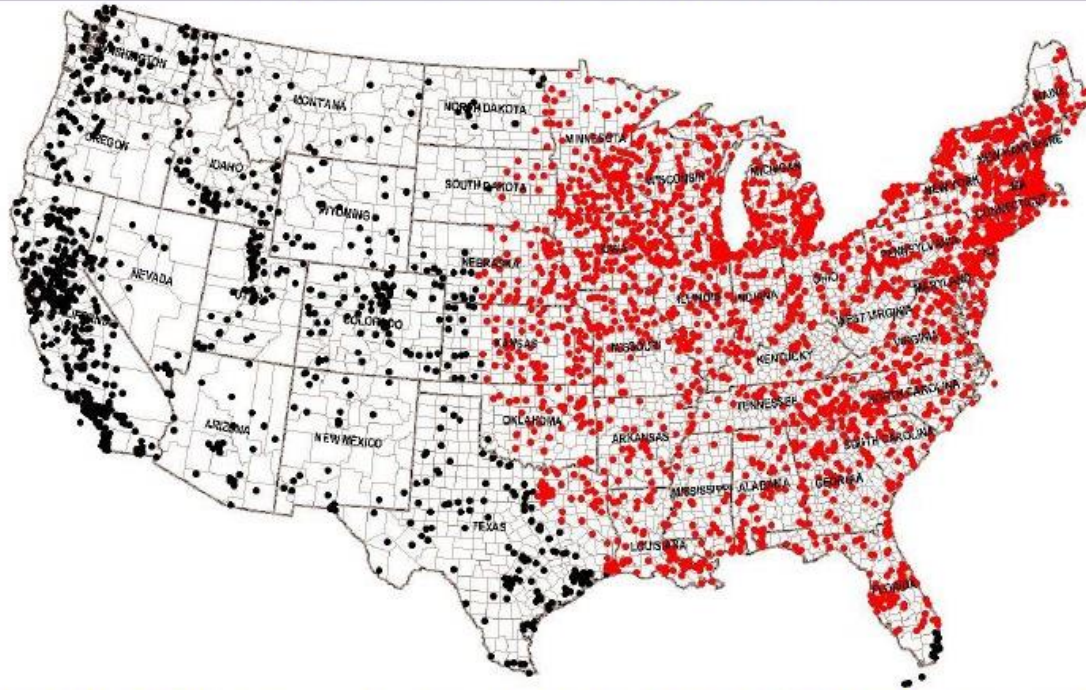 WASHINGTON
MONTANA
NORTH DAKOTA
MINNESOTA
MAINE
OREGON
IDAHO
WYOMING
SOUTH DAKOTA
WISCONSIN
MICHIGAN
NEW YORK
NEW HAMPSHIRE
MA
CONNECTICUT
NEVADA
UTAH
COLORADO
NEBRASKA
IOWA
ILLINOIS
INDIANA
OHIO
PENNSYLVANIA
MARYLAND
WEST VIRGINIA
VIRGINIA
KANSAS
MISSOURI
KENTUCKY
ARIZONA
NEW MEXICO
OKLAHOMA
ARKANSAS
TENNESSEE
NORTH CAROLINA
SOUTH CAROLINA
TEXAS
LOUISIANA
MISSISSIPPI
ALABAMA
GEORGIA
FLORIDA